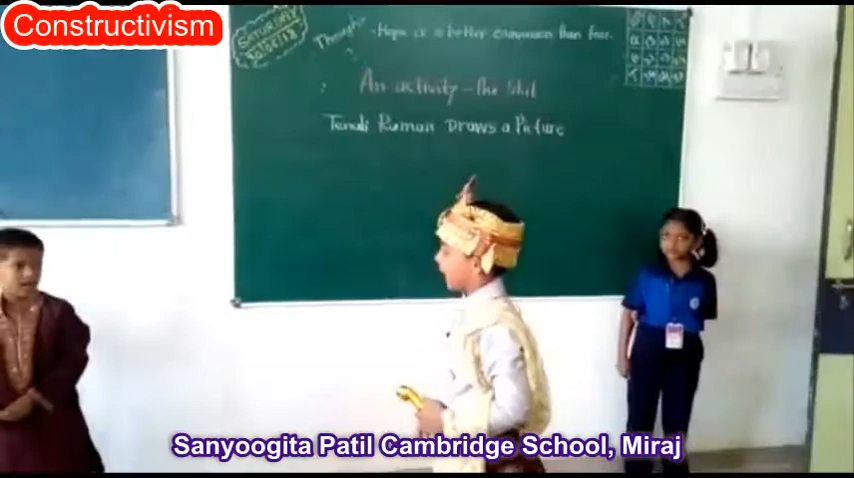 Constructivism
SATURDAY
Thought - Hope is a better companion than fear.
An activity - The Skit
Tenali Raman Draws a Picture
Sanyoogita Patil Cambridge School, Miraj